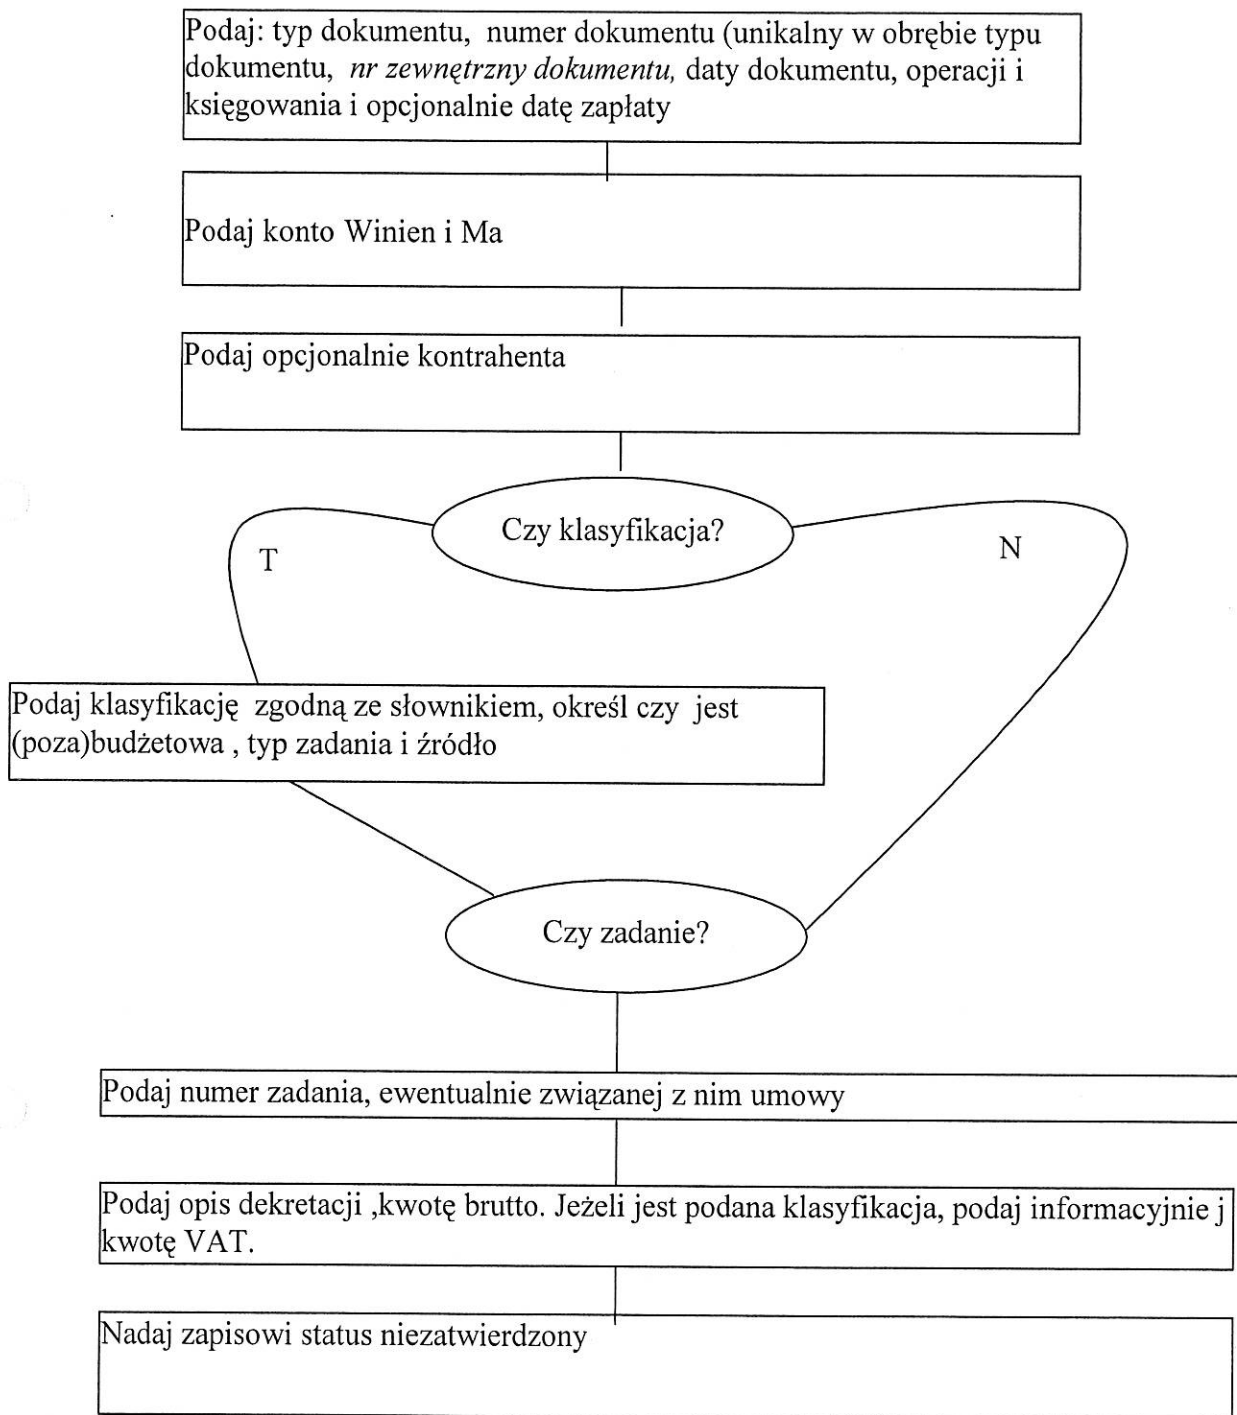 Podaj: typ dokumentu, numer dokumentu (unikalny w obrębie typu
dokumentu, nr zewnętrzny dokumentu, daty dokumentu, operacji i
księgowania i opcjonalnie datę zapłaty
Podaj konto Winien i Ma
Podaj opcjonalnie kontrahenta
Czy klasyfikacja?
T
N
Podaj klasyfikację zgodną ze słownikiem, określ czy jest
(poza)budżetowa , typ zadania i źródło
Czy zadanie?
Podaj numer zadania, ewentualnie związanej z nim umowy
Podaj opis dekretacji ,kwotę brutto. Jeżeli jest podana klasyfikacja, podaj informacyjnie j
kwotę VAT.
Nadaj zapisowi status niezatwierdzony